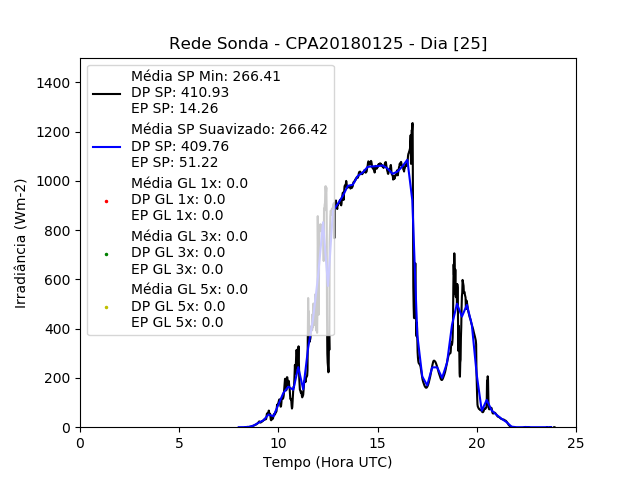 Rede Sonda - CPA20180125 - Dia [25]
Irradiância (Wm-2)
1400
1200
1000
800
600
400
200
0
Média SP Min: 266.41
DP SP: 410.93
EP SP: 14.26
Média SP Suavizado: 266.42
DP SP: 409.76
EP SP: 51.22
Média GL 1x: 0.0
DP GL 1x: 0.0
EP GL 1x: 0.0
Média GL 3x: 0.0
DP GL 3x: 0.0
EP GL 3x: 0.0
Média GL 5x: 0.0
DP GL 5x: 0.0
EP GL 5x: 0.0
0 5 10 15 20 25
Tempo (Hora UTC)